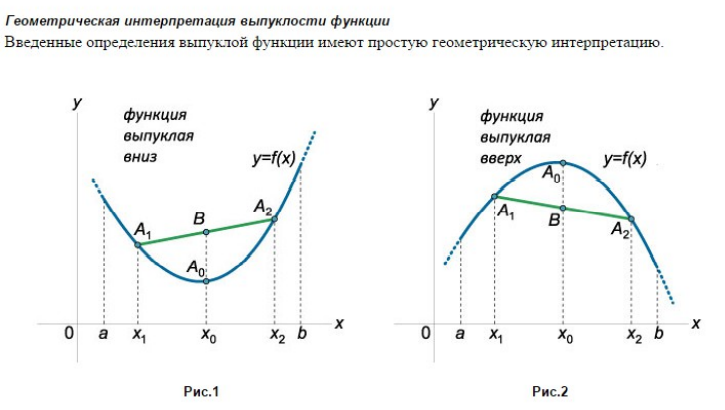 Геометрическая интерпретация выпуклости функции
Введенные определения выпуклой функции имеют простую геометрическую интерпретацию.
y
функция
выпуклая
вниз
y=f(x)
A₁
B
A₂
A₀
0
a
x₁
x₀
x₂
b
x
Рис.1
y
функция
выпуклая
вверх
y=f(x)
A₀
A₁
B
A₂
0
a
x₁
x₀
x₂
b
x
Рис.2